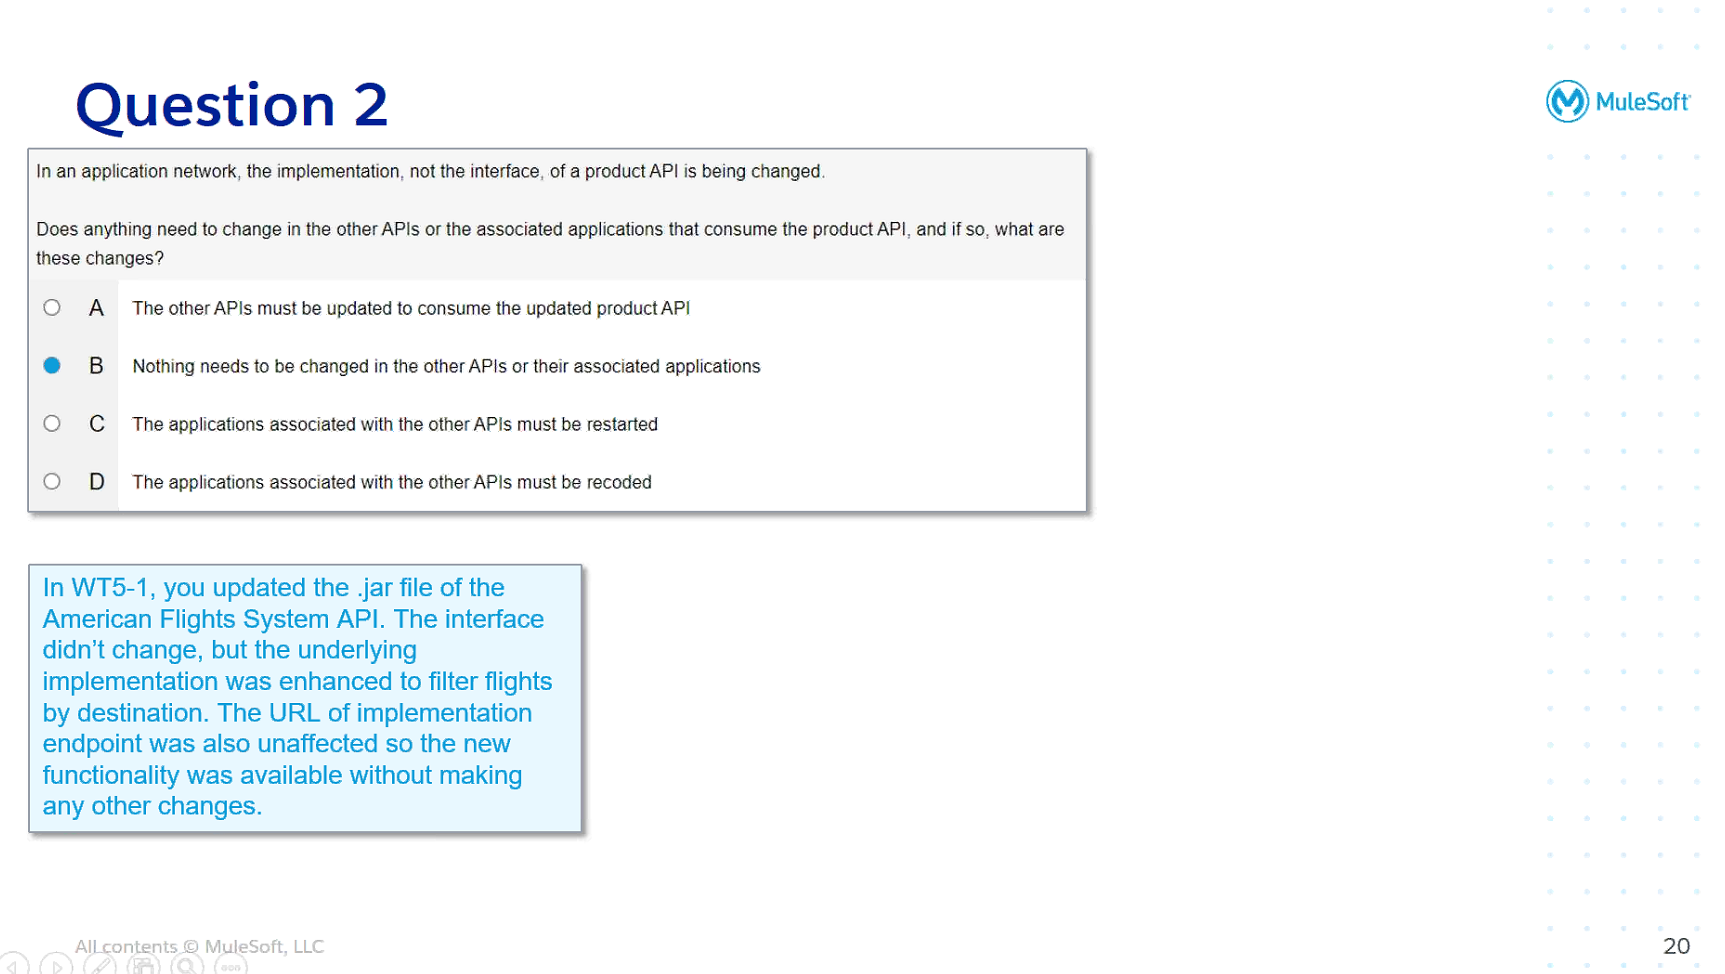 Question 2
MuleSoft
In an application network, the implementation, not the interface, of a product API is being changed.
Does anything need to change in the other APIs or the associated applications that consume the product API, and if so, what are
these changes?
A The other APIs must be updated to consume the updated product API
B Nothing needs to be changed in the other APIs or their associated applications
C The applications associated with the other APIs must be restarted
D The applications associated with the other APIs must be recoded
In WT5-1, you updated the .jar file of the
American Flights System API. The interface
didn’t change, but the underlying
implementation was enhanced to filter flights
by destination. The URL of implementation
endpoint was also unaffected so the new
functionality was available without making
any other changes.
All contents © MuleSoft, LLC
20